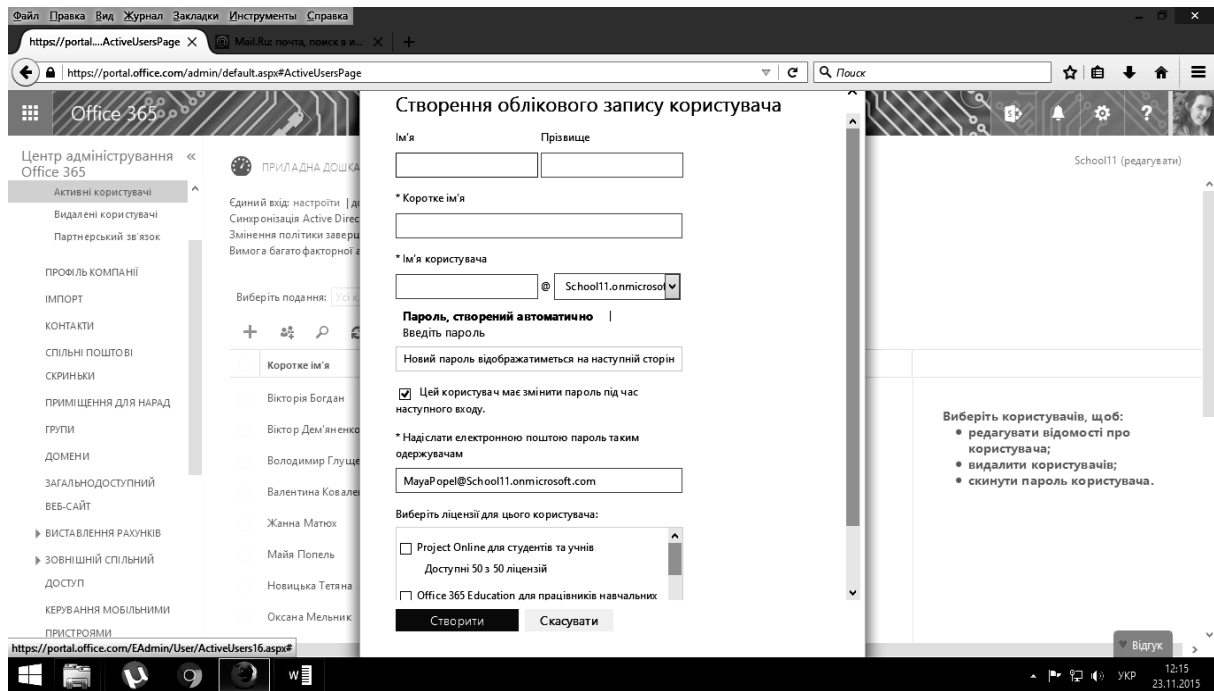 Файл Правка Вид Журнал Закладки Инструменты Справка
https://portal....ActiveUsersPage
Mail.Ru: почта, поиск в и...
https://portal.office.com/admin/default.aspx#ActiveUsersPage
Поиск
Office 365
Центр адміністрування
Office 365
Активні користувачі
Видалені користувачі
Партнерський зв'язок
ПРОФІЛЬ КОМПАНІЇ
ІМПОРТ
КОНТАКТИ
СПІЛЬНІ ПОШТОВІ
СКРИНЬКИ
ПРИМІЩЕННЯ ДЛЯ НАРАД
ГРУПИ
ДОМЕНИ
ЗАГАЛЬНОДОСТУПНИЙ
ВЕБ-САЙТ
ВИСТАВЛЕННЯ РАХУНКІВ
ЗОВНІШНІЙ СПІЛЬНИЙ
ДОСТУП
КЕРУВАННЯ МОБІЛЬНИМИ
ПРИСТРОЯМИ
https://portal.office.com/EAdmin/User/ActiveUsers16.aspx#
ПРИЛАДНА ДОШКА
School11 (редагувати)
Єдиний вхід: настроїти |
Синхронізація Active Direc
Змінення політики заверш
Вимога багатофакторної
Виберіть подання:
Коротке ім'я
Вікторія Богдан
Віктор Дем'яненко
Володимир Глуще
Валентина Ковале
Жанна Матюх
Майя Попель
Новицька Тетяна
Оксана Мельник
Створення облікового запису користувача
Ім'я Прізвище
* Коротке ім'я
* Ім'я користувача
@ School11.onmicrosof
Пароль, створений автоматично |
Введіть пароль
Новий пароль відображатиметься на наступній сторін
Цей користувач має змінити пароль під час
наступного входу.
* Надіслати електронною поштою пароль таким
одержувачам
MayaPopel@School11.onmicrosoft.com
Виберіть ліцензії для цього користувача:
Project Online для студентів та учнів
Доступні 50 з 50 ліцензій
Office 365 Education для працівників навчальних
Створити Скасувати
Виберіть користувачів, щоб:
• редагувати відомості про
користувача;
• видалити користувачів;
• скинути пароль користувача.
Відгук
УКР
12:15
23.11.2015